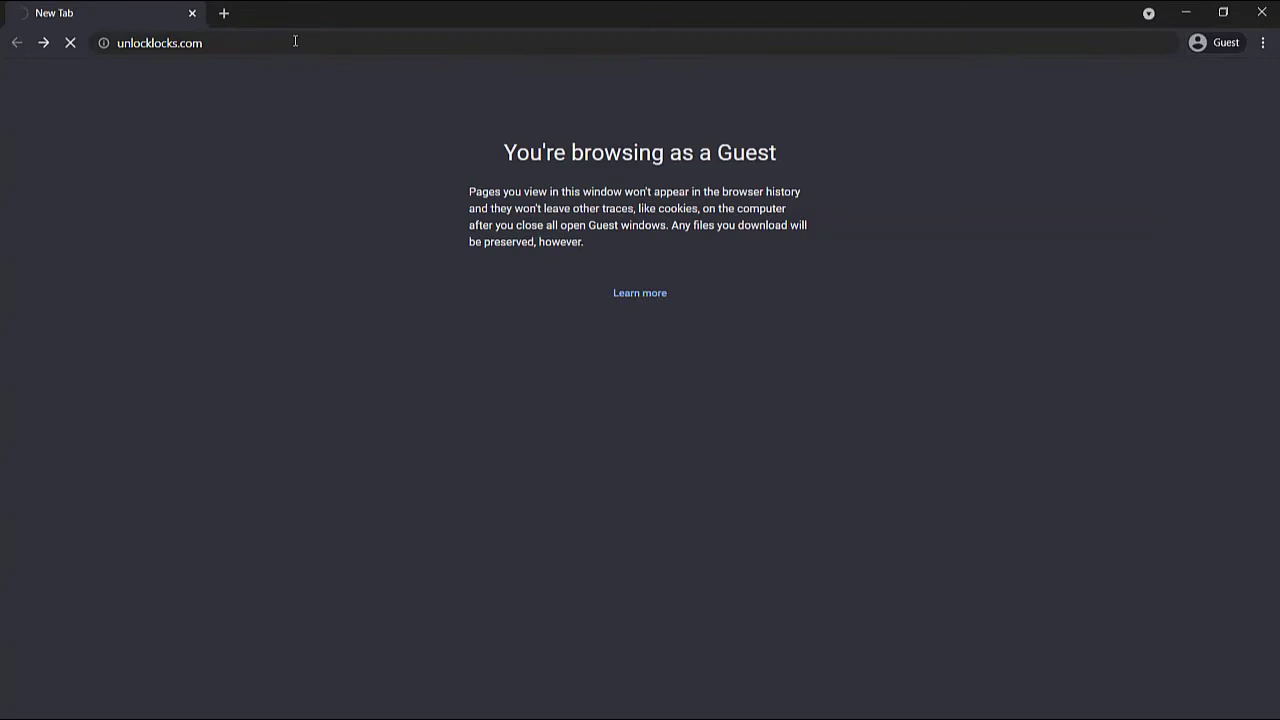 New Tab
unlocklocks.com
Guest
You're browsing as a Guest
Pages you view in this window won't appear in the browser history
and they won't leave other traces, like cookies, on the computer
after you close all open Guest windows. Any files you download will
be preserved, however.
Learn more